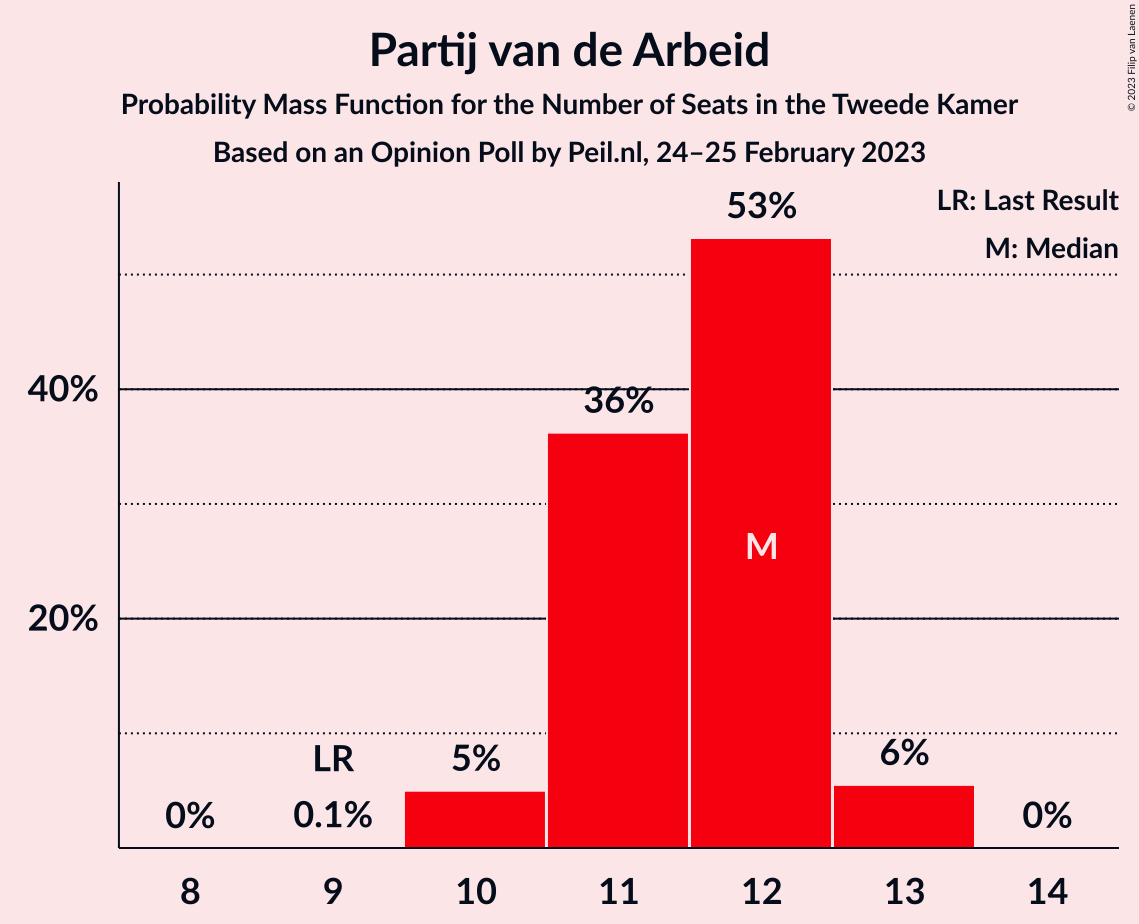 Partij van de Arbeid
Probability Mass Function for the Number of Seats in the Tweede Kamer
Based on an Opinion Poll by Peil.nl, 24–25 February 2023
© 2023 Filip van Laenen
LR: Last Result
M: Median
53%
40%
36%
M
20%
LR
5%
6%
0%
0.1%
0%
8 9 10 11 12 13 14